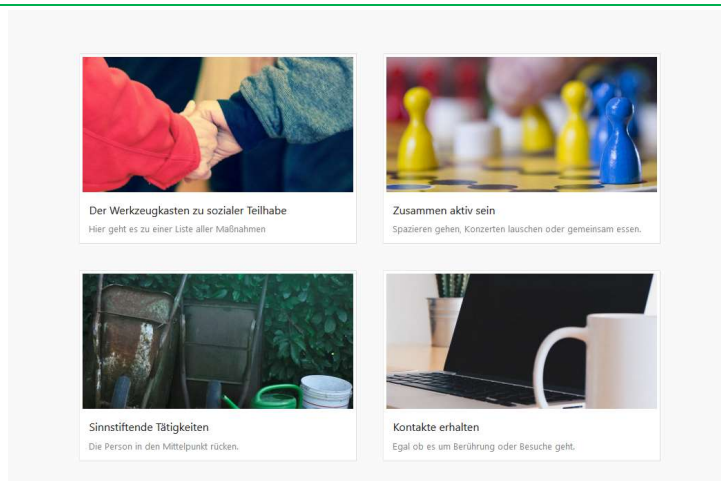 Der Werkzeugkasten zu sozialer Teilhabe
Hier geht es zu einer Liste aller Maßnahmen
Zusammen aktiv sein
Spazieren gehen, Konzerten lauschen oder gemeinsam essen.
Sinnstiftende Tätigkeiten
Die Person in den Mittelpunkt rücken.
Kontakte erhalten
Egal ob es um Berührung oder Besuche geht.